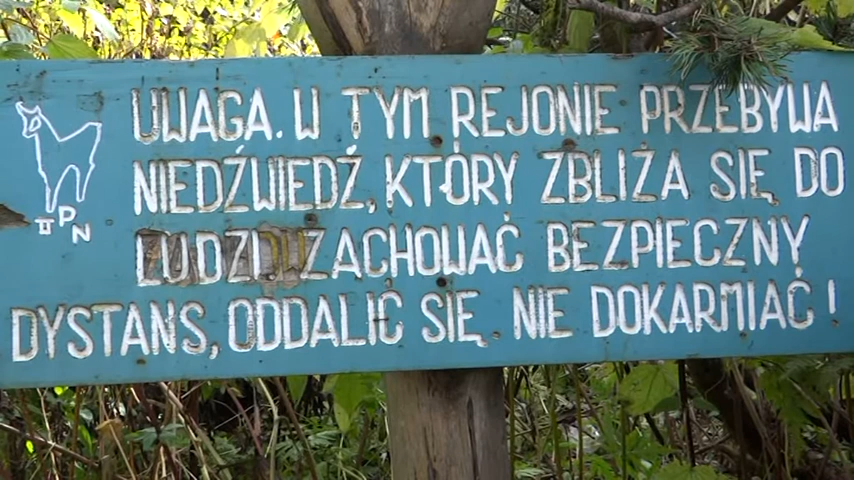 UWAGA. W TYM REJONIE PRZEBYWA
NIEDŹWIEDŹ, KTÓRY ZBLIŻA SIĘ DO
LUDZI. ZACHOWAĆ BEZPIECZNY
DYSTANS, ODDALIĆ SIĘ. NIE DOKARMIAĆ!
TPN